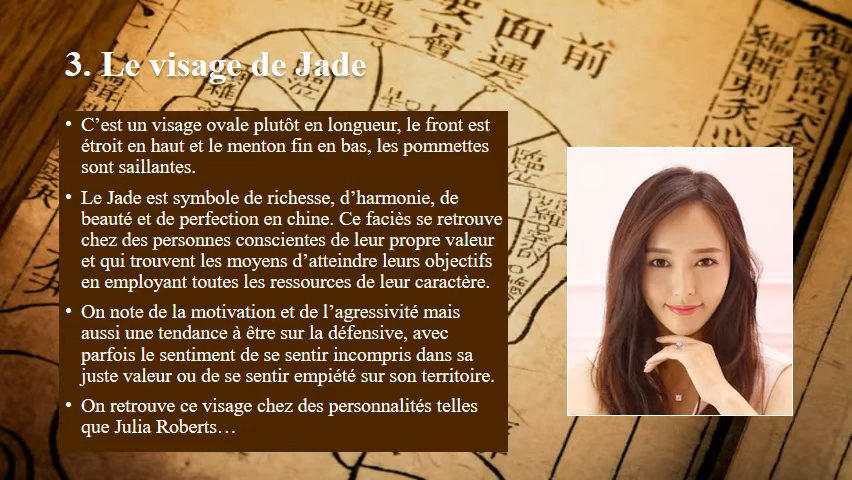 3. Le visage de Jade
• C’est un visage ovale plutôt en longueur, le front est
étroit en haut et le menton fin en bas, les pommettes
sont saillantes.
• Le Jade est symbole de richesse, d’harmonie, de
beauté et de perfection en chine. Ce faciès se retrouve
chez des personnes conscientes de leur propre valeur
et qui trouvent les moyens d’atteindre leurs objectifs
en employant toutes les ressources de leur caractère.
• On note de la motivation et de l’agressivité mais
aussi une tendance à être sur la défensive, avec
parfois le sentiment de se sentir incompris dans sa
juste valeur ou de se sentir empiété sur son territoire.
• On retrouve ce visage chez des personnalités telles
que Julia Roberts…
面
前